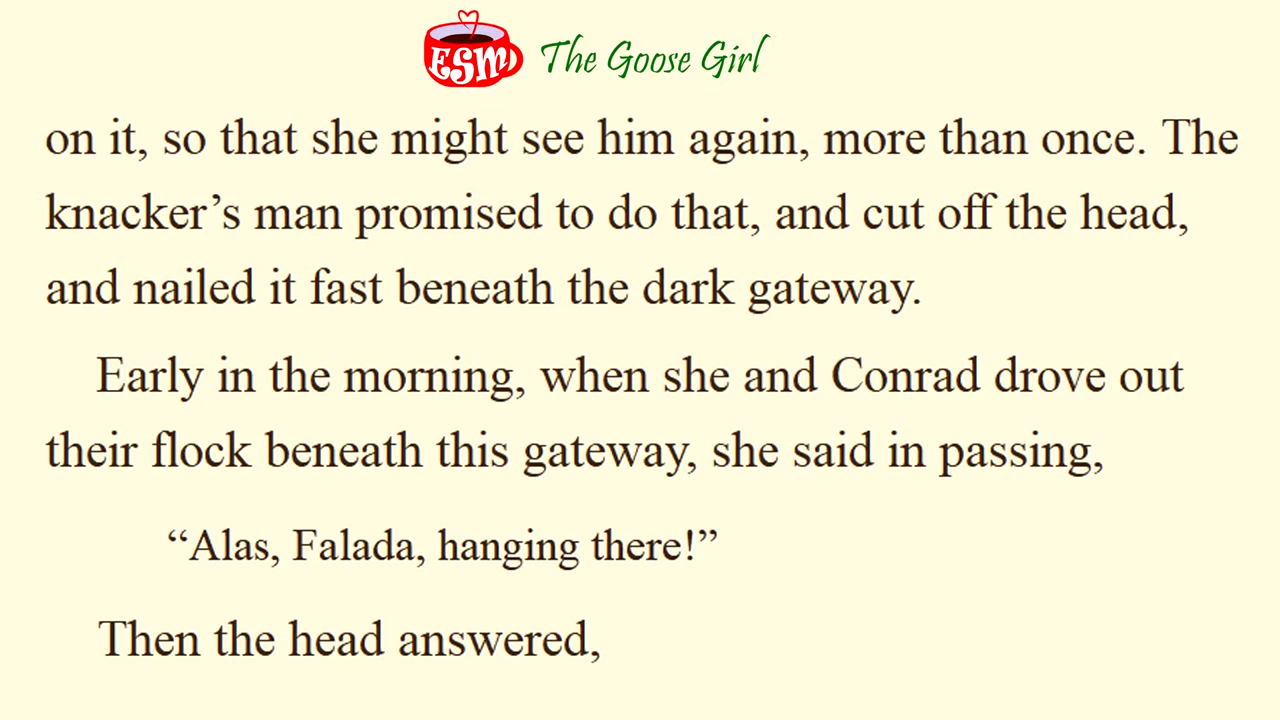 ESM The Goose Girl
on it, so that she might see him again, more than once. The
knacker’s man promised to do that, and cut off the head,
and nailed it fast beneath the dark gateway.
Early in the morning, when she and Conrad drove out
their flock beneath this gateway, she said in passing,
“Alas, Falada, hanging there!”
Then the head answered,